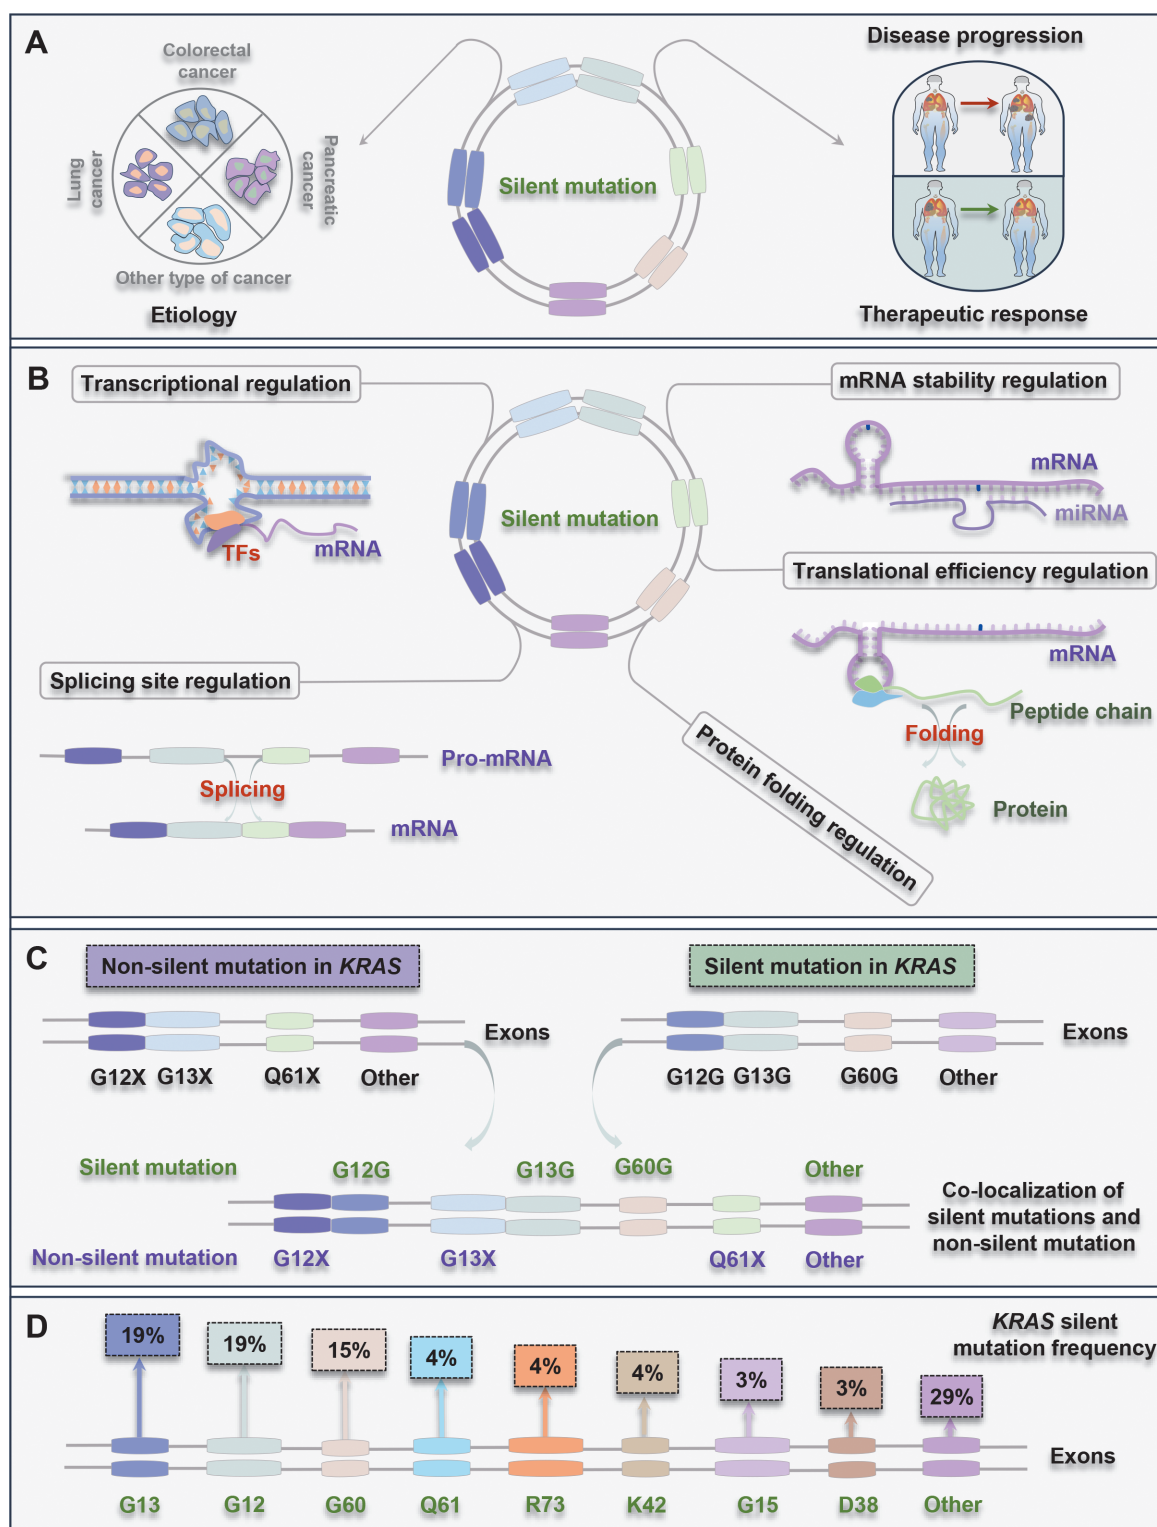 A
Colorectal
cancer
Lung
cancer
Pancreatic
cancer
Other type of cancer
Etiology
Silent mutation
Disease progression
Therapeutic response
B
Transcriptional regulation
TFs
mRNA
Silent mutation
mRNA stability regulation
mRNA
miRNA
Translational efficiency regulation
mRNA
Peptide chain
Folding
Protein
Splicing site regulation
Pro-mRNA
Splicing
mRNA
Protein folding regulation
C
Non-silent mutation in KRAS
Exons
G12X G13X Q61X Other
Silent mutation in KRAS
Exons
G12G G13G G60G Other
Silent mutation G12G G13G G60G Other
Non-silent mutation G12X G13X Q61X Other
Co-localization of
silent mutations and
non-silent mutation
D
19% 19% 15% 4% 4% 4% 3% 3% 29%
KRAS silent
mutation frequency
Exons
G13 G12 G60 Q61 R73 K42 G15 D38 Other